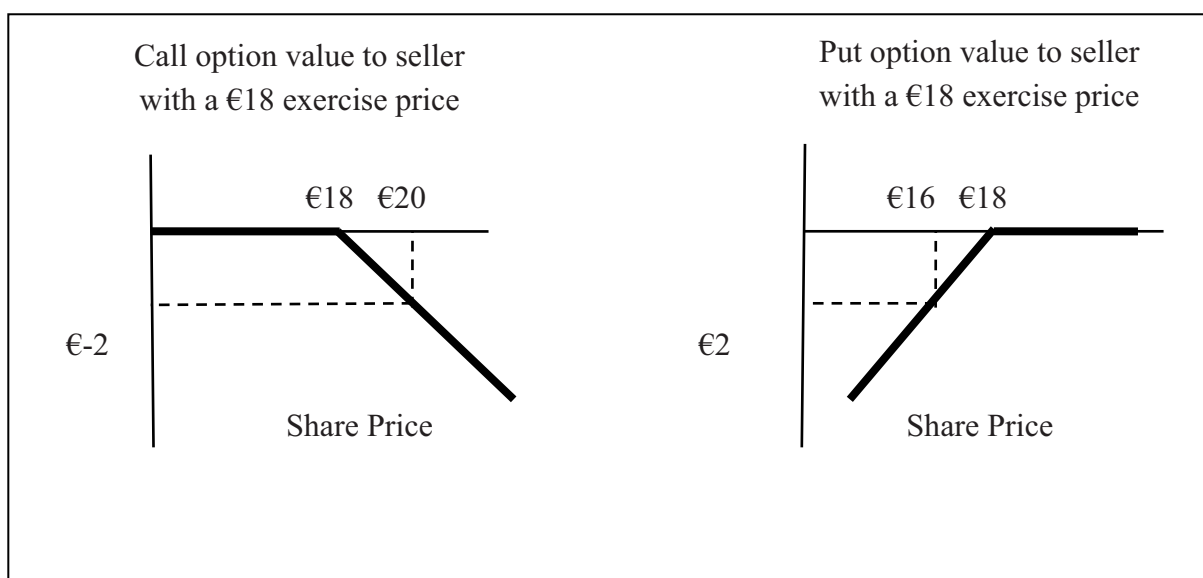 Call option value to seller
with a €18 exercise price
€18 €20
€-2
Share Price
Put option value to seller
with a €18 exercise price
€16 €18
€2
Share Price